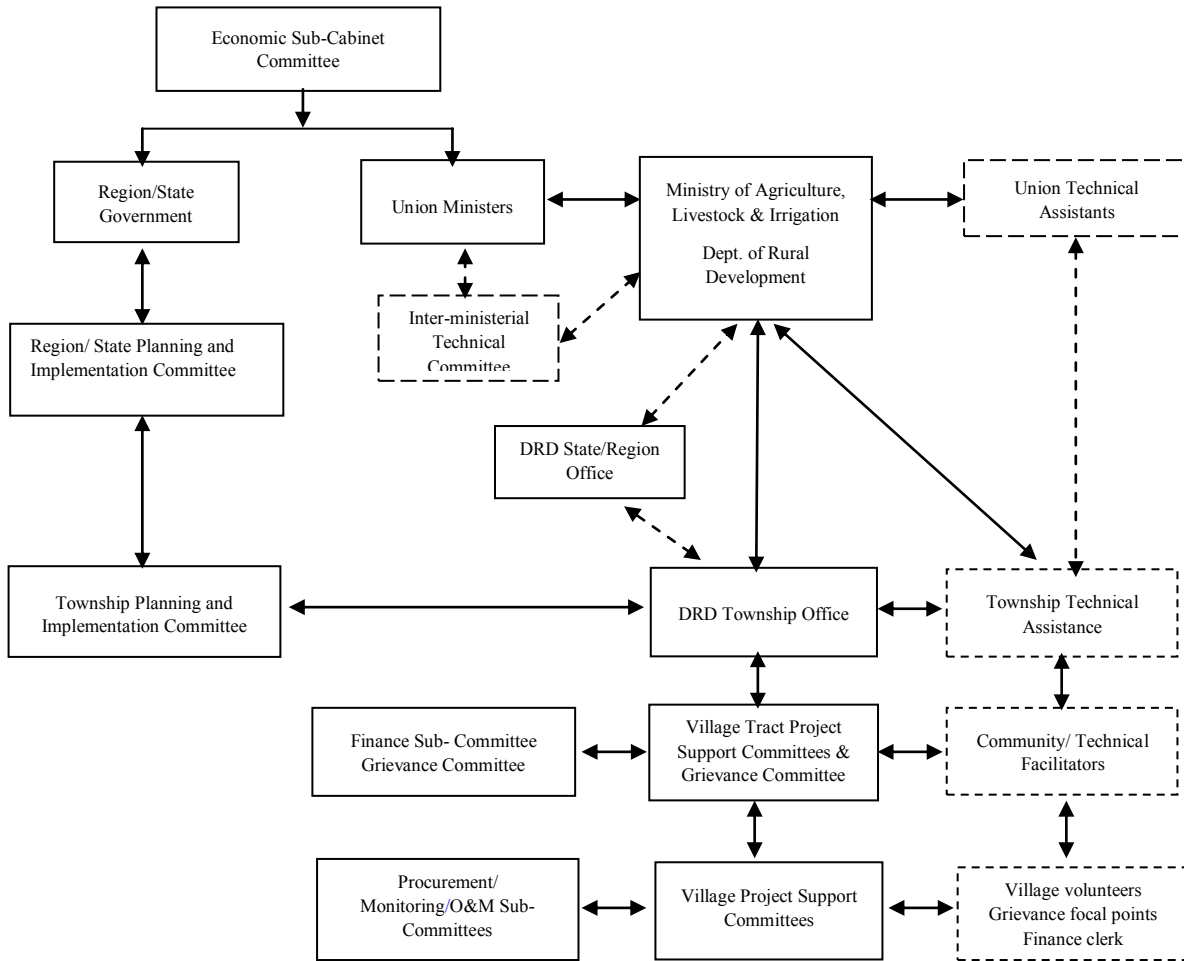 Economic Sub-Cabinet
Committee
Region/State
Government
Union Ministers
Ministry of Agriculture,
Livestock & Irrigation
Dept. of Rural
Development
Union Technical
Assistants
Inter-ministerial
Technical
Committee
Region/ State Planning and
Implementation Committee
DRD State/Region
Office
Township Planning and
Implementation Committee
DRD Township Office
Township Technical
Assistance
Finance Sub- Committee
Grievance Committee
Village Tract Project
Support Committees &
Grievance Committee
Community/ Technical
Facilitators
Procurement/
Monitoring/O&M Sub-
Committees
Village Project Support
Committees
Village volunteers
Grievance focal points
Finance clerk